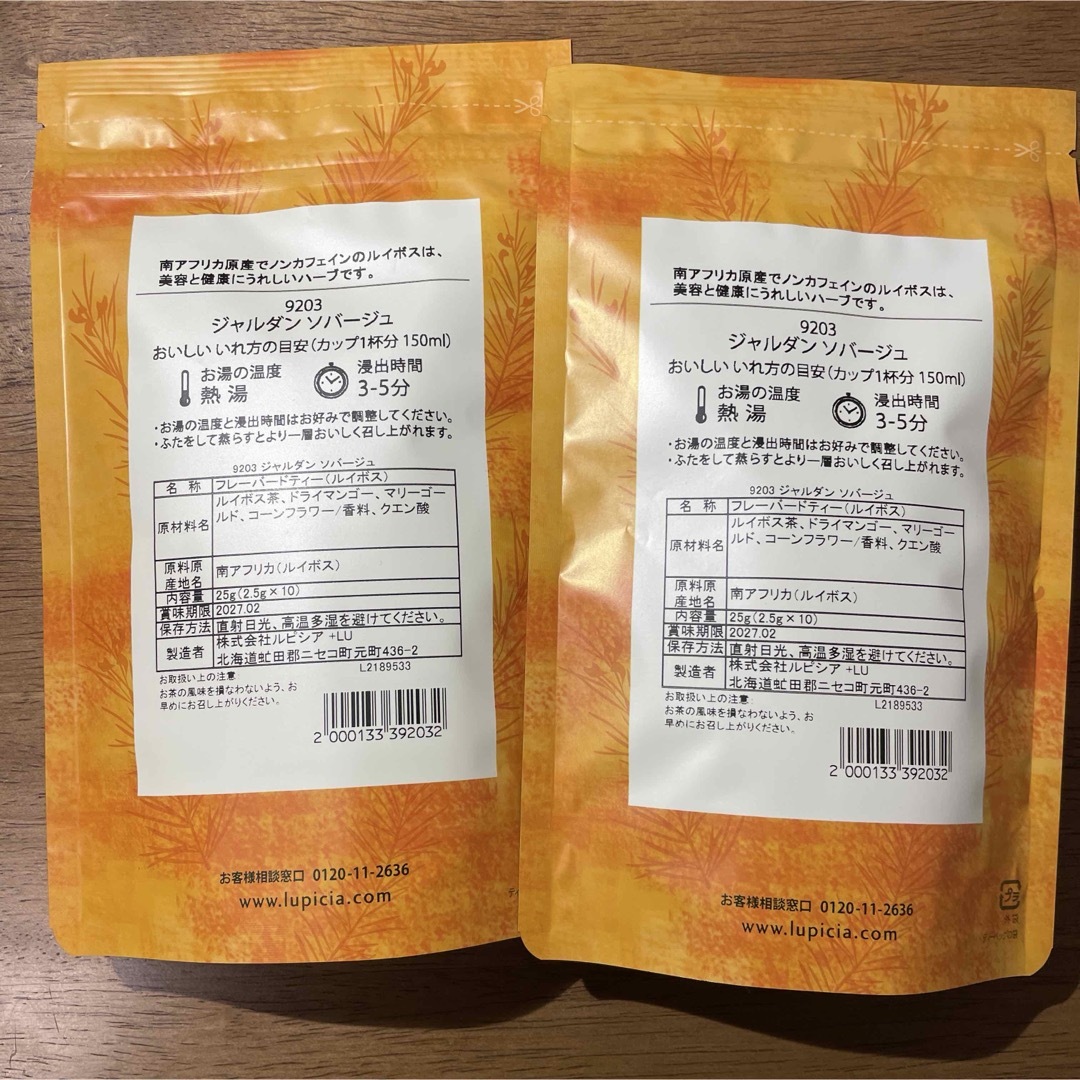 南アフリカ原産でノンカフェインのルイボスは、
美容と健康にうれしいハーブです。
9203
ジャルダン ソバージュ
おいしい いれ方の目安(カップ1杯分 150ml)
お湯の温度 浸出時間
熱湯 3-5分
・お湯の温度と浸出時間はお好みで調整してください。
・ふたをして蒸らすとより一層おいしく召し上がれます。
9203 ジャルダン ソバージュ
名 称 フレーバードティー(ルイボス)
原材料名 ルイボス茶、ドライマンゴー、マリーゴー
ルド、コーンフラワー/香料、クエン酸
原料原
産地名 南アフリカ(ルイボス)
内容量 25g(2.5g×10)
賞味期限 2027.02
保存方法 直射日光、高温多湿を避けてください。
製造者 株式会社ルピシア +LU
北海道虻田郡ニセコ町元町436-2
お取扱い上の注意 L2189533
お茶の風味を損なわないよう、お
早めにお召し上がりください。
2 000133 392032
お客様相談窓口 0120-11-2636
www.lupicia.com
南アフリカ原産でノンカフェインのルイボスは、
美容と健康にうれしいハーブです。
9203
ジャルダン ソバージュ
おいしい いれ方の目安(カップ1杯分 150ml)
お湯の温度 浸出時間
熱湯 3-5分
・お湯の温度と浸出時間はお好みで調整してください。
・ふたをして蒸らすとより一層おいしく召し上がれます。
9203 ジャルダン ソバージュ
名 称 フレーバードティー(ルイボス)
原材料名 ルイボス茶、ドライマンゴー、マリーゴー
ルド、コーンフラワー/香料、クエン酸
原料原
産地名 南アフリカ(ルイボス)
内容量 25g(2.5g×10)
賞味期限 2027.02
保存方法 直射日光、高温多湿を避けてください。
製造者 株式会社ルピシア +LU
北海道虻田郡ニセコ町元町436-2
お取扱い上の注意 L2189533
お茶の風味を損なわないよう、お
早めにお召し上がりください。
2 000133 392032
お客様相談窓口 0120-11-2636
www.lupicia.com
プラ
外袋